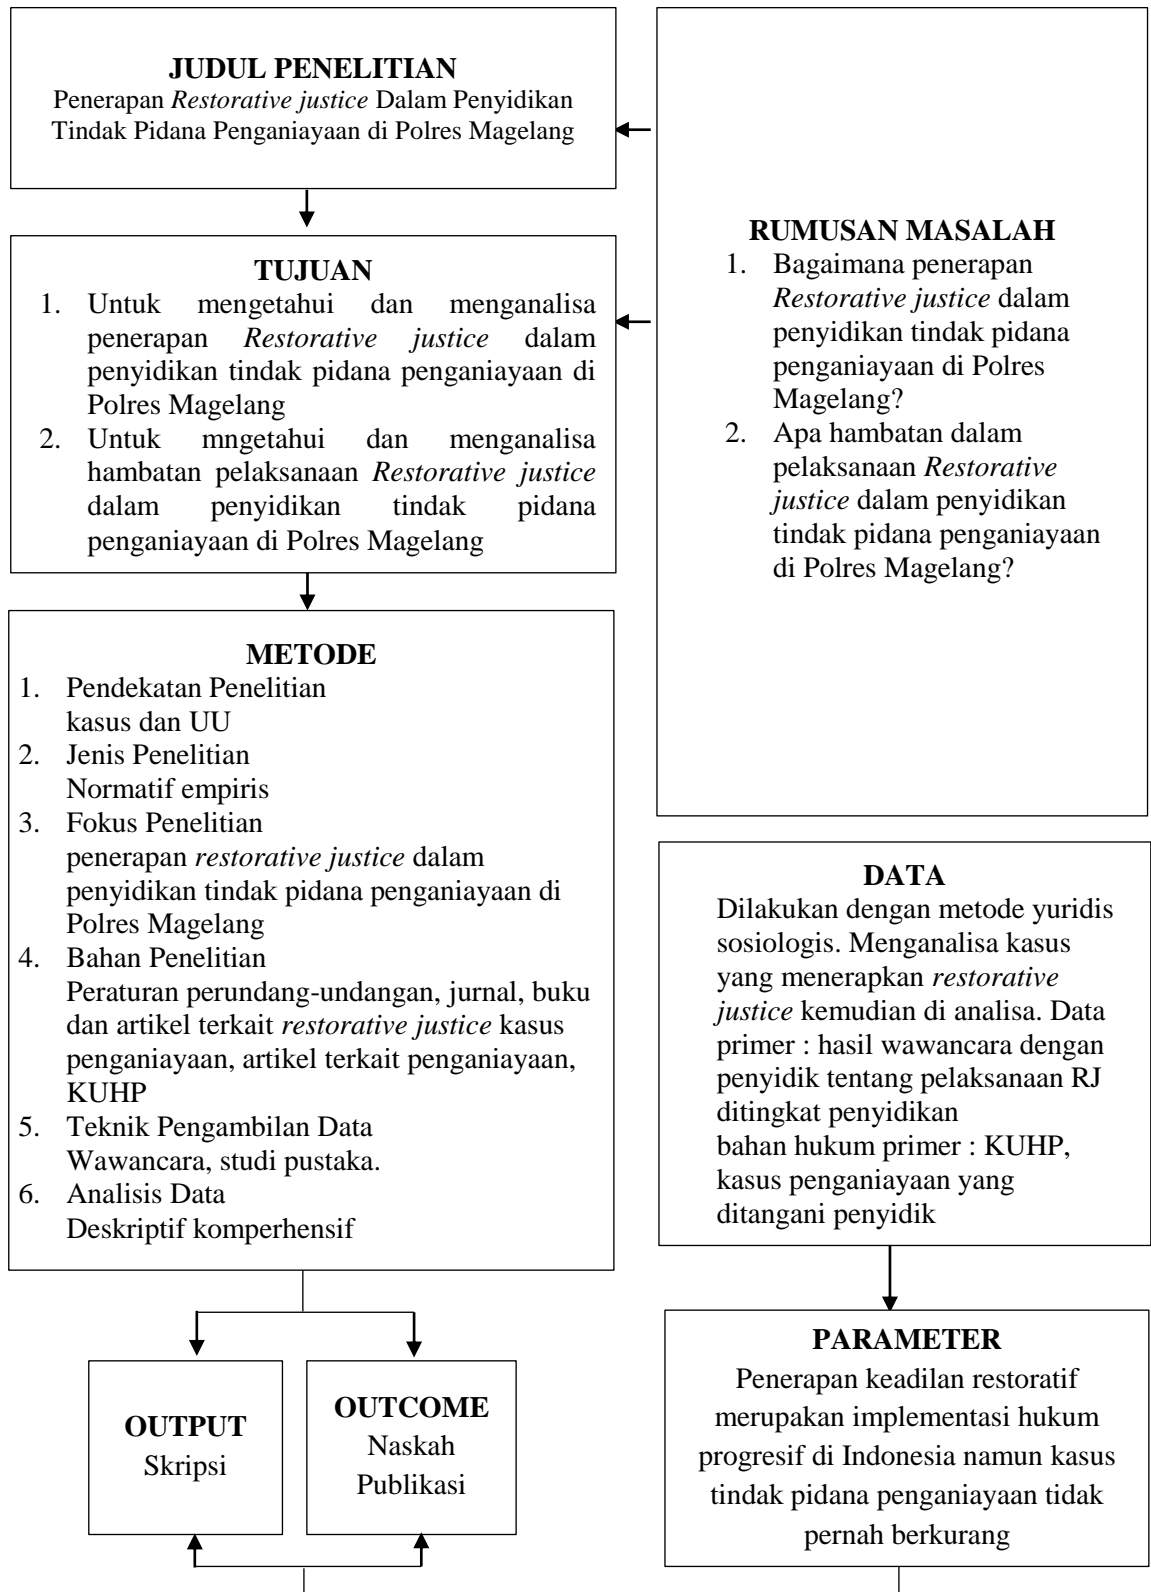 JUDUL PENELITIAN
Penerapan Restorative justice Dalam Penyidikan
Tindak Pidana Penganiayaan di Polres Magelang
TUJUAN
1. Untuk mengetahui dan menganalisa
penerapan Restorative justice dalam
penyidikan tindak pidana penganiayaan di
Polres Magelang
2. Untuk mngetahui dan menganalisa
hambatan pelaksanaan Restorative justice
dalam penyidikan tindak pidana
penganiayaan di Polres Magelang
RUMUSAN MASALAH
1. Bagaimana penerapan
Restorative justice dalam
penyidikan tindak pidana
penganiayaan di Polres
Magelang?
2. Apa hambatan dalam
pelaksanaan Restorative
justice dalam penyidikan
tindak pidana penganiayaan
di Polres Magelang?
METODE
1. Pendekatan Penelitian
kasus dan UU
2. Jenis Penelitian
Normatif empiris
3. Fokus Penelitian
penerapan restorative justice dalam
penyidikan tindak pidana penganiayaan di
Polres Magelang
4. Bahan Penelitian
Peraturan perundang-undangan, jurnal, buku
dan artikel terkait restorative justice kasus
penganiayaan, artikel terkait penganiayaan,
KUHP
5. Teknik Pengambilan Data
Wawancara, studi pustaka.
6. Analisis Data
Deskriptif komperhensif
DATA
Dilakukan dengan metode yuridis
sosiologis. Menganalisa kasus
yang menerapkan restorative
justice kemudian di analisa. Data
primer : hasil wawancara dengan
penyidik tentang pelaksanaan RJ
ditingkat penyidikan
bahan hukum primer : KUHP,
kasus penganiayaan yang
ditangani penyidik
OUTPUT
Skripsi
OUTCOME
Naskah
Publikasi
PARAMETER
Penerapan keadilan restoratif
merupakan implementasi hukum
progresif di Indonesia namun kasus
tindak pidana penganiayaan tidak
pernah berkurang